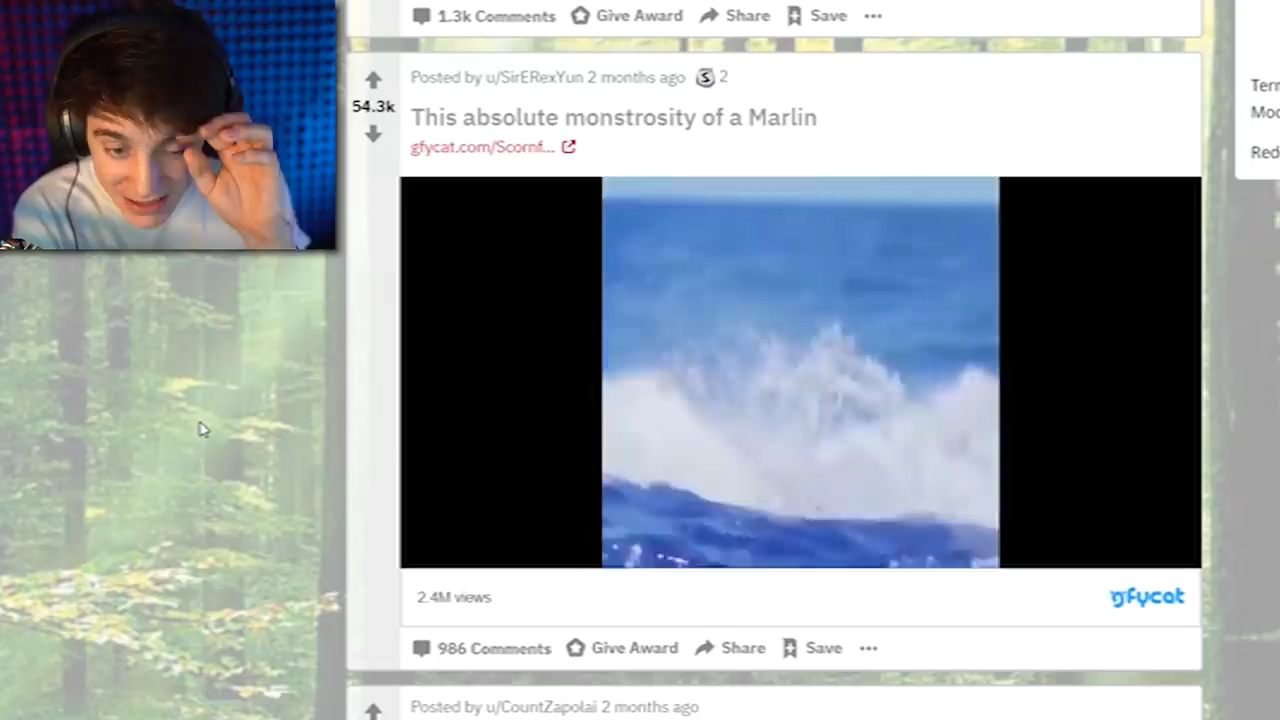 1.3k Comments Give Award Share Save
Posted by u/SirERexYun 2 months ago 2
54.3k
This absolute monstrosity of a Marlin
gfycat.com/Scornf...
2.4M views
gfycat
986 Comments Give Award Share Save
Posted by u/CountZapolai 2 months ago